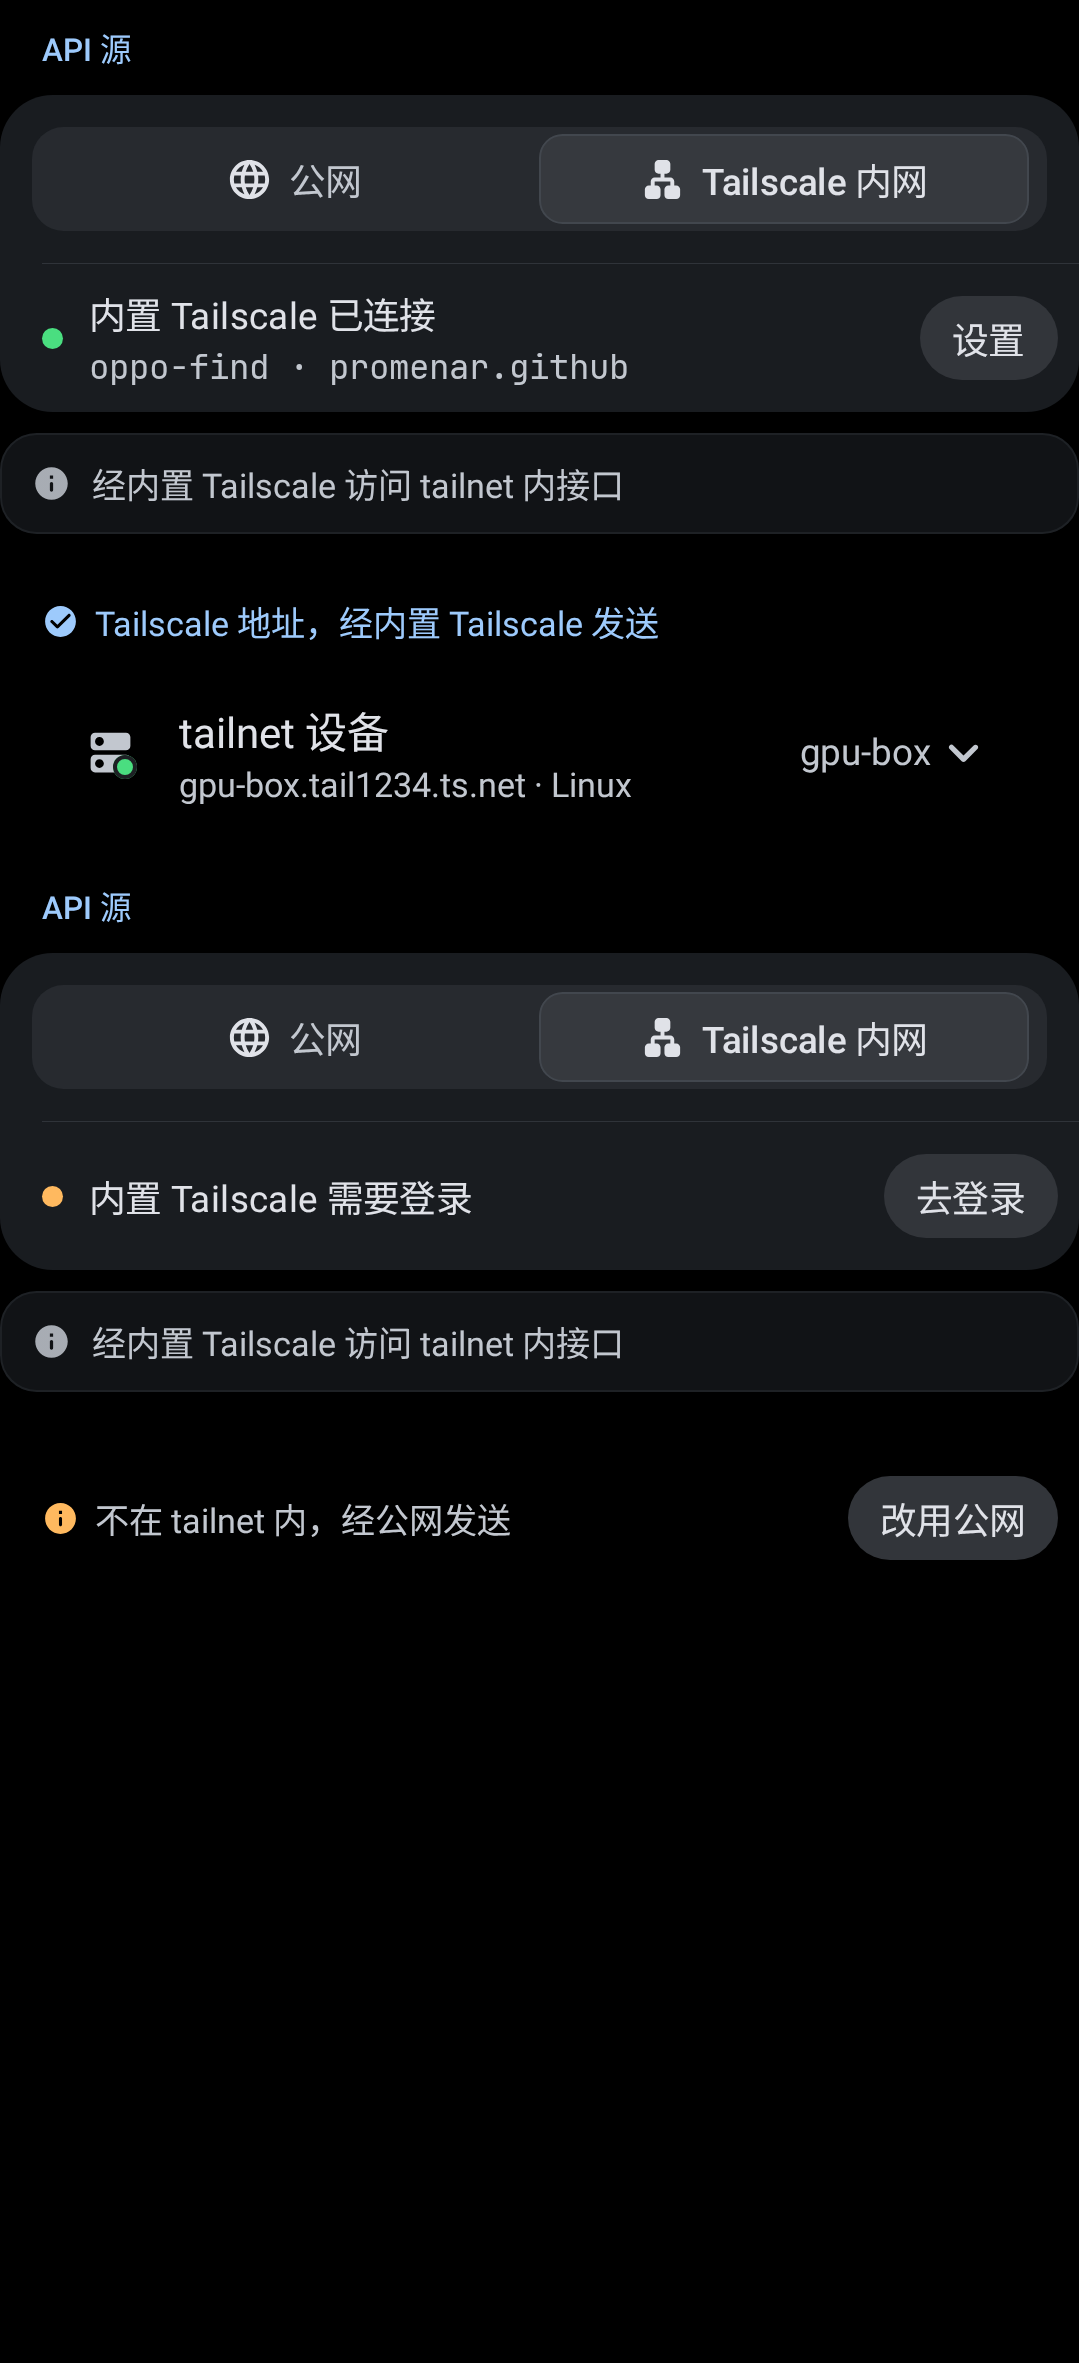 API 源
公网
Tailscale 内网
内置 Tailscale 已连接
设置
oppo-find · promenar.github
经内置 Tailscale 访问 tailnet 内接口
Tailscale 地址，经内置 Tailscale 发送
tailnet 设备
gpu-box
gpu-box.tail1234.ts.net · Linux
API 源
公网
Tailscale 内网
内置 Tailscale 需要登录
去登录
经内置 Tailscale 访问 tailnet 内接口
不在 tailnet 内，经公网发送
改用公网